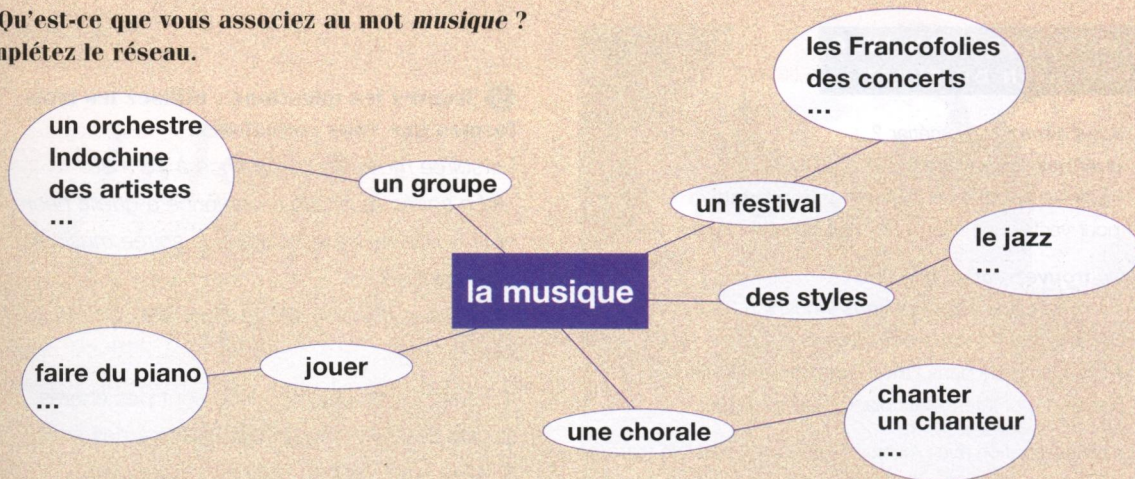 Qu'est-ce que vous associez au mot musique ?
mplétez le réseau.
les Francofolies
des concerts
...
un orchestre
Indochine
des artistes
...
un groupe
un festival
le jazz
...
la musique
des styles
faire du piano
...
jouer
chanter
un chanteur
...
une chorale